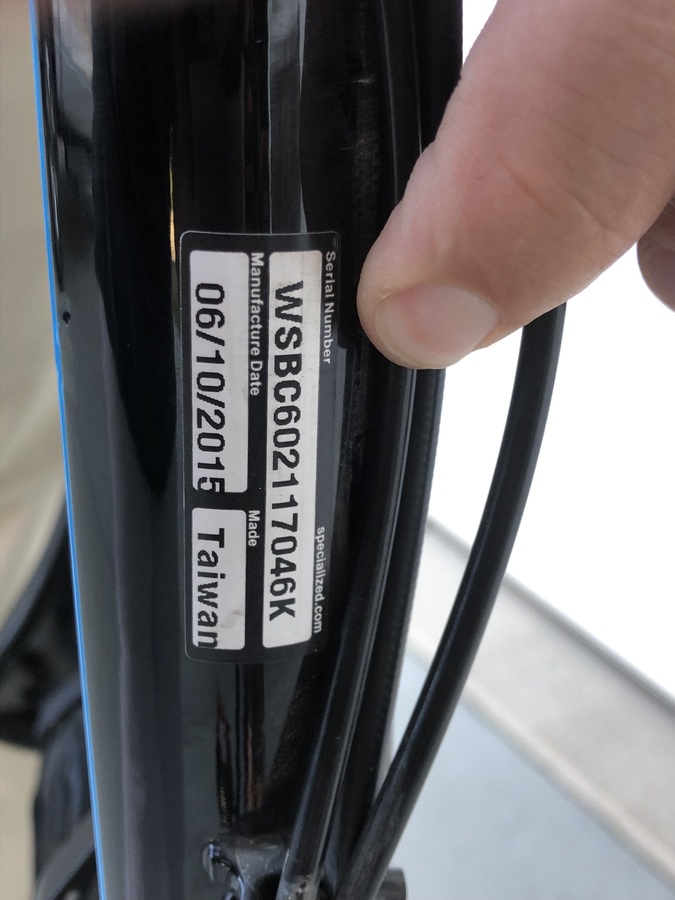 Serial Number
specialized.com
WSBC602117046K
Manufacture Date
Made
06/10/2015
Taiwan